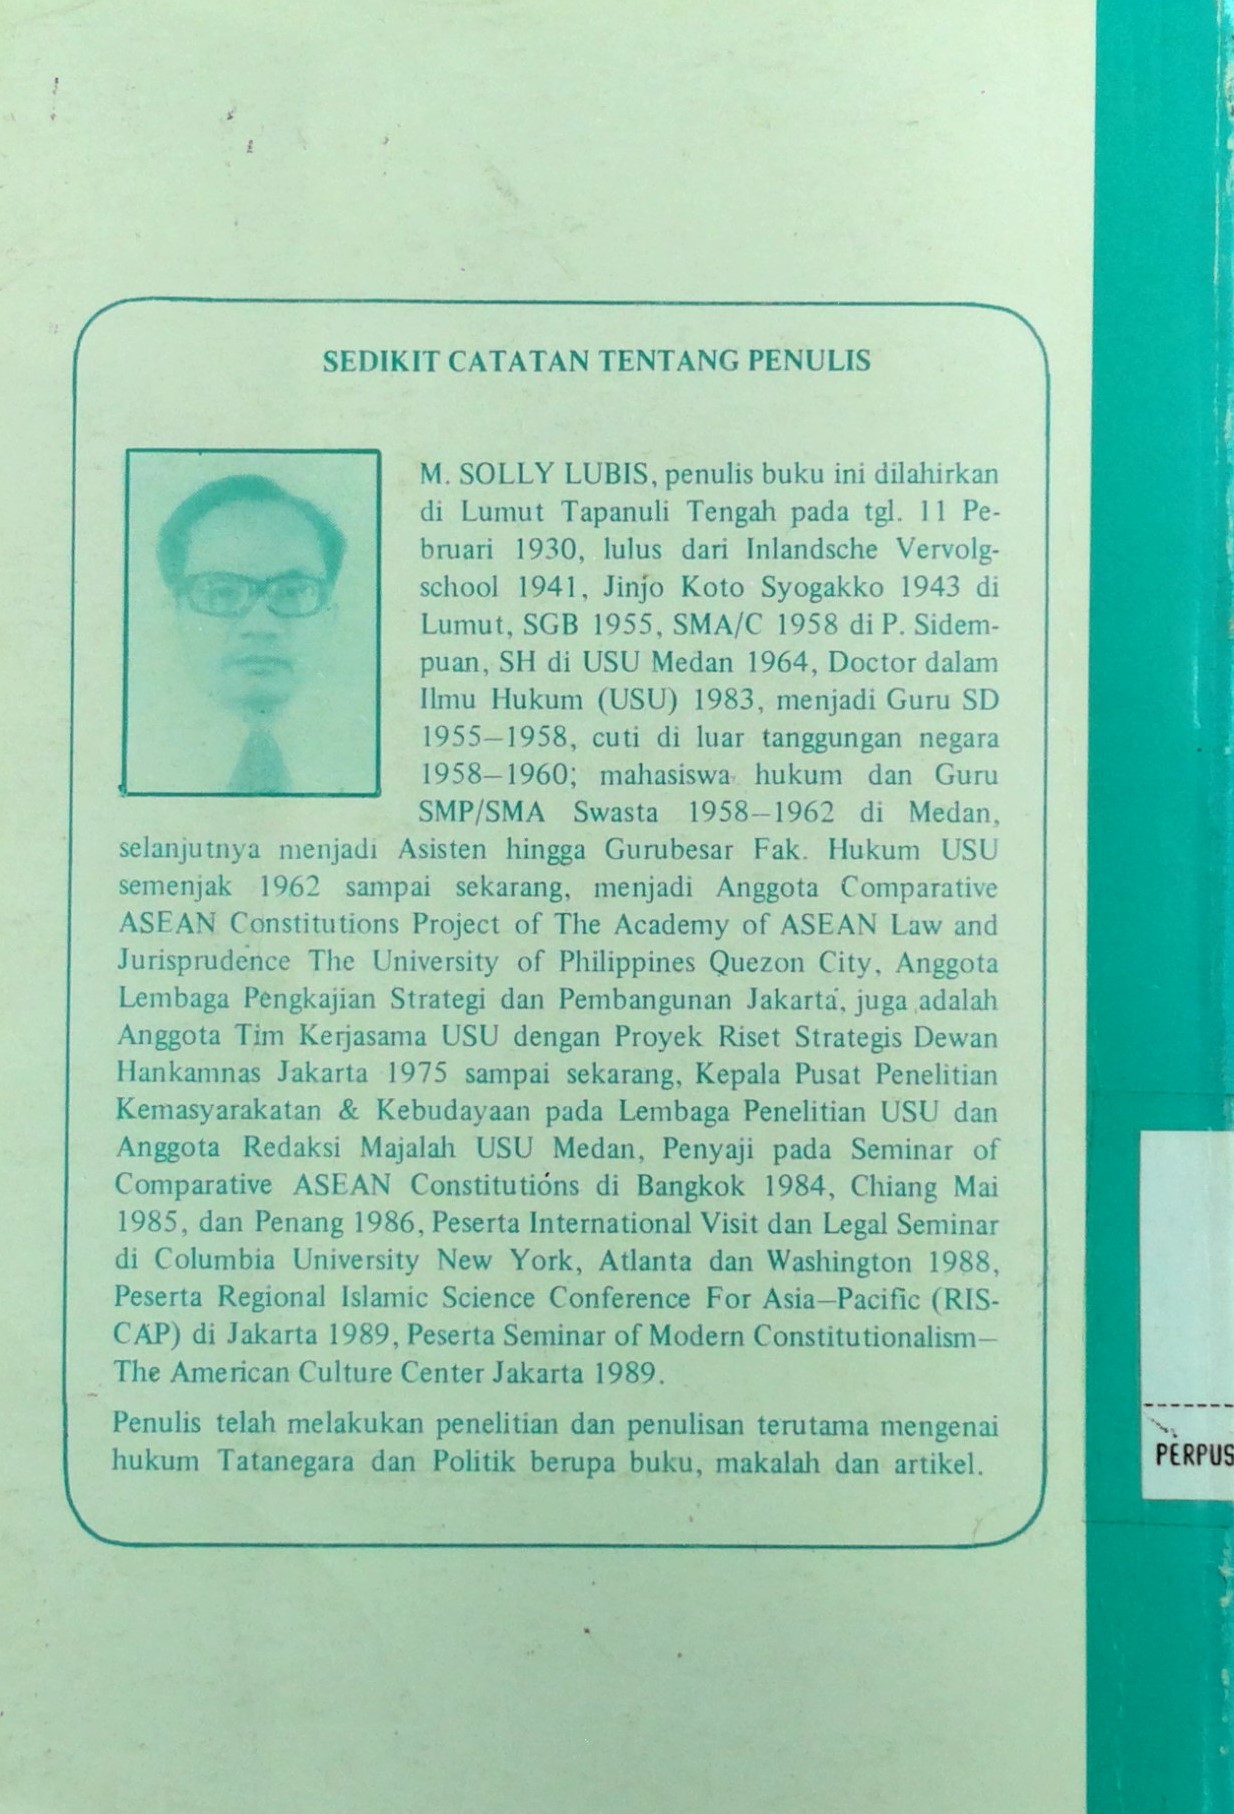 SEDIKIT CATATAN TENTANG PENULIS
M. SOLLY LUBIS, penulis buku ini dilahirkan
di Lumut Tapanuli Tengah pada tgl. 11 Pe-
bruari 1930, lulus dari Inlandsche Vervolg-
school 1941, Jinjo Koto Syogakko 1943 di
Lumut, SGB 1955, SMA/C 1958 di P. Sidem-
puan, SH di USU Medan 1964, Doctor dalam
Ilmu Hukum (USU) 1983, menjadi Guru SD
1955–1958, cuti di luar tanggungan negara
1958–1960; mahasiswa hukum dan Guru
SMP/SMA Swasta 1958–1962 di Medan,
selanjutnya menjadi Asisten hingga Gurubesar Fak. Hukum USU
semenjak 1962 sampai sekarang, menjadi Anggota Comparative
ASEAN Constitutions Project of The Academy of ASEAN Law and
Jurisprudence The University of Philippines Quezon City, Anggota
Lembaga Pengkajian Strategi dan Pembangunan Jakarta, juga adalah
Anggota Tim Kerjasama USU dengan Proyek Riset Strategis Dewan
Hankamnas Jakarta 1975 sampai sekarang, Kepala Pusat Penelitian
Kemasyarakatan & Kebudayaan pada Lembaga Penelitian USU dan
Anggota Redaksi Majalah USU Medan, Penyaji pada Seminar of
Comparative ASEAN Constitutions di Bangkok 1984, Chiang Mai
1985, dan Penang 1986, Peserta International Visit dan Legal Seminar
di Columbia University New York, Atlanta dan Washington 1988,
Peserta Regional Islamic Science Conference For Asia–Pacific (RIS-
CAP) di Jakarta 1989, Peserta Seminar of Modern Constitutionalism–
The American Culture Center Jakarta 1989.
Penulis telah melakukan penelitian dan penulisan terutama mengenai
hukum Tatanegara dan Politik berupa buku, makalah dan artikel.
PERPUS